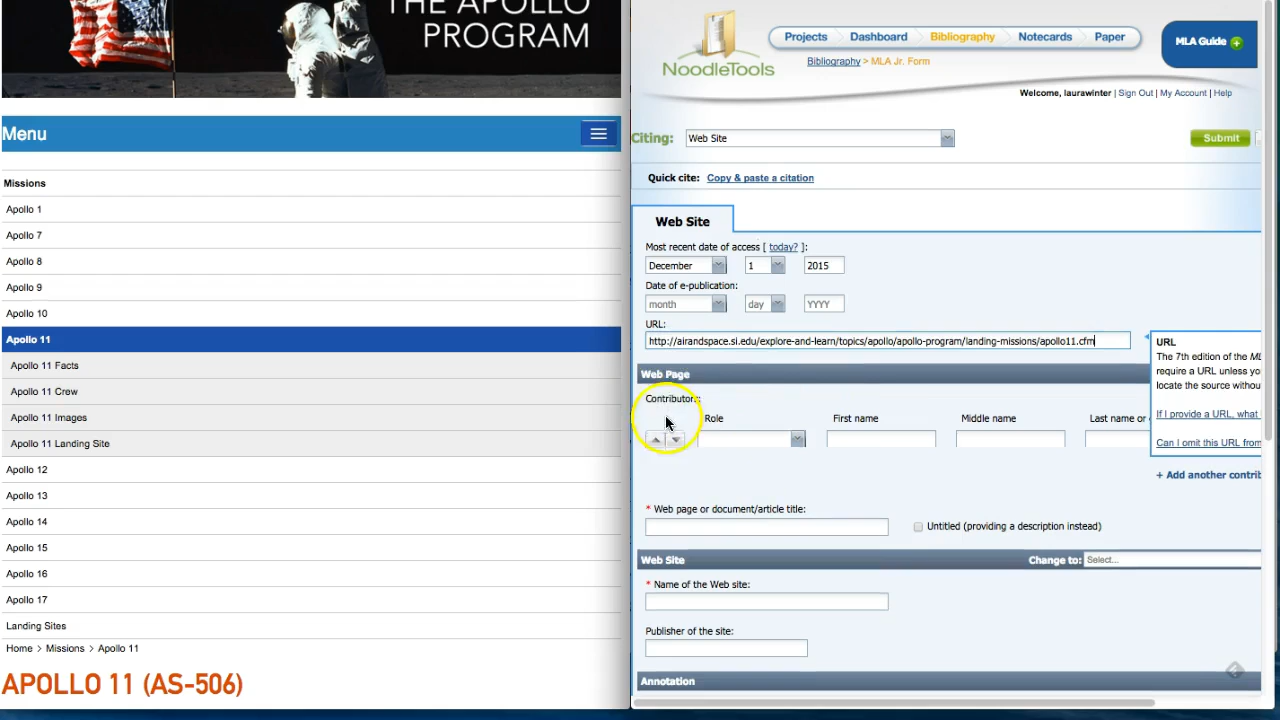 THE APOLLO
PROGRAM
Menu
Missions
Apollo 1
Apollo 7
Apollo 8
Apollo 9
Apollo 10
Apollo 11
Apollo 11 Facts
Apollo 11 Crew
Apollo 11 Images
Apollo 11 Landing Site
Apollo 12
Apollo 13
Apollo 14
Apollo 15
Apollo 16
Apollo 17
Landing Sites
Home > Missions > Apollo 11
APOLLO 11 (AS-506)
NoodleTools
Projects Dashboard Bibliography Notecards Paper
MLA Guide
Bibliography > MLA Jr. Form
Welcome, laurawinter | Sign Out | My Account | Help
Citing: Web Site Submit
Quick cite: Copy & paste a citation
Web Site
Most recent date of access [ today? ]:
December 1 2015
Date of e-publication:
month day YYYY
URL:
http://airandspace.si.edu/explore-and-learn/topics/apollo/apollo-program/landing-missions/apollo11.cfm
URL
The 7th edition of the
require a URL unless
locate the source
If I provide a URL, what
Can I omit this URL from
Web Page
Contributors:
Role First name Middle name Last name or
+ Add another
* Web page or document/article title:
Untitled (providing a description instead)
Web Site Change to: Select...
* Name of the Web site:
Publisher of the site:
Annotation